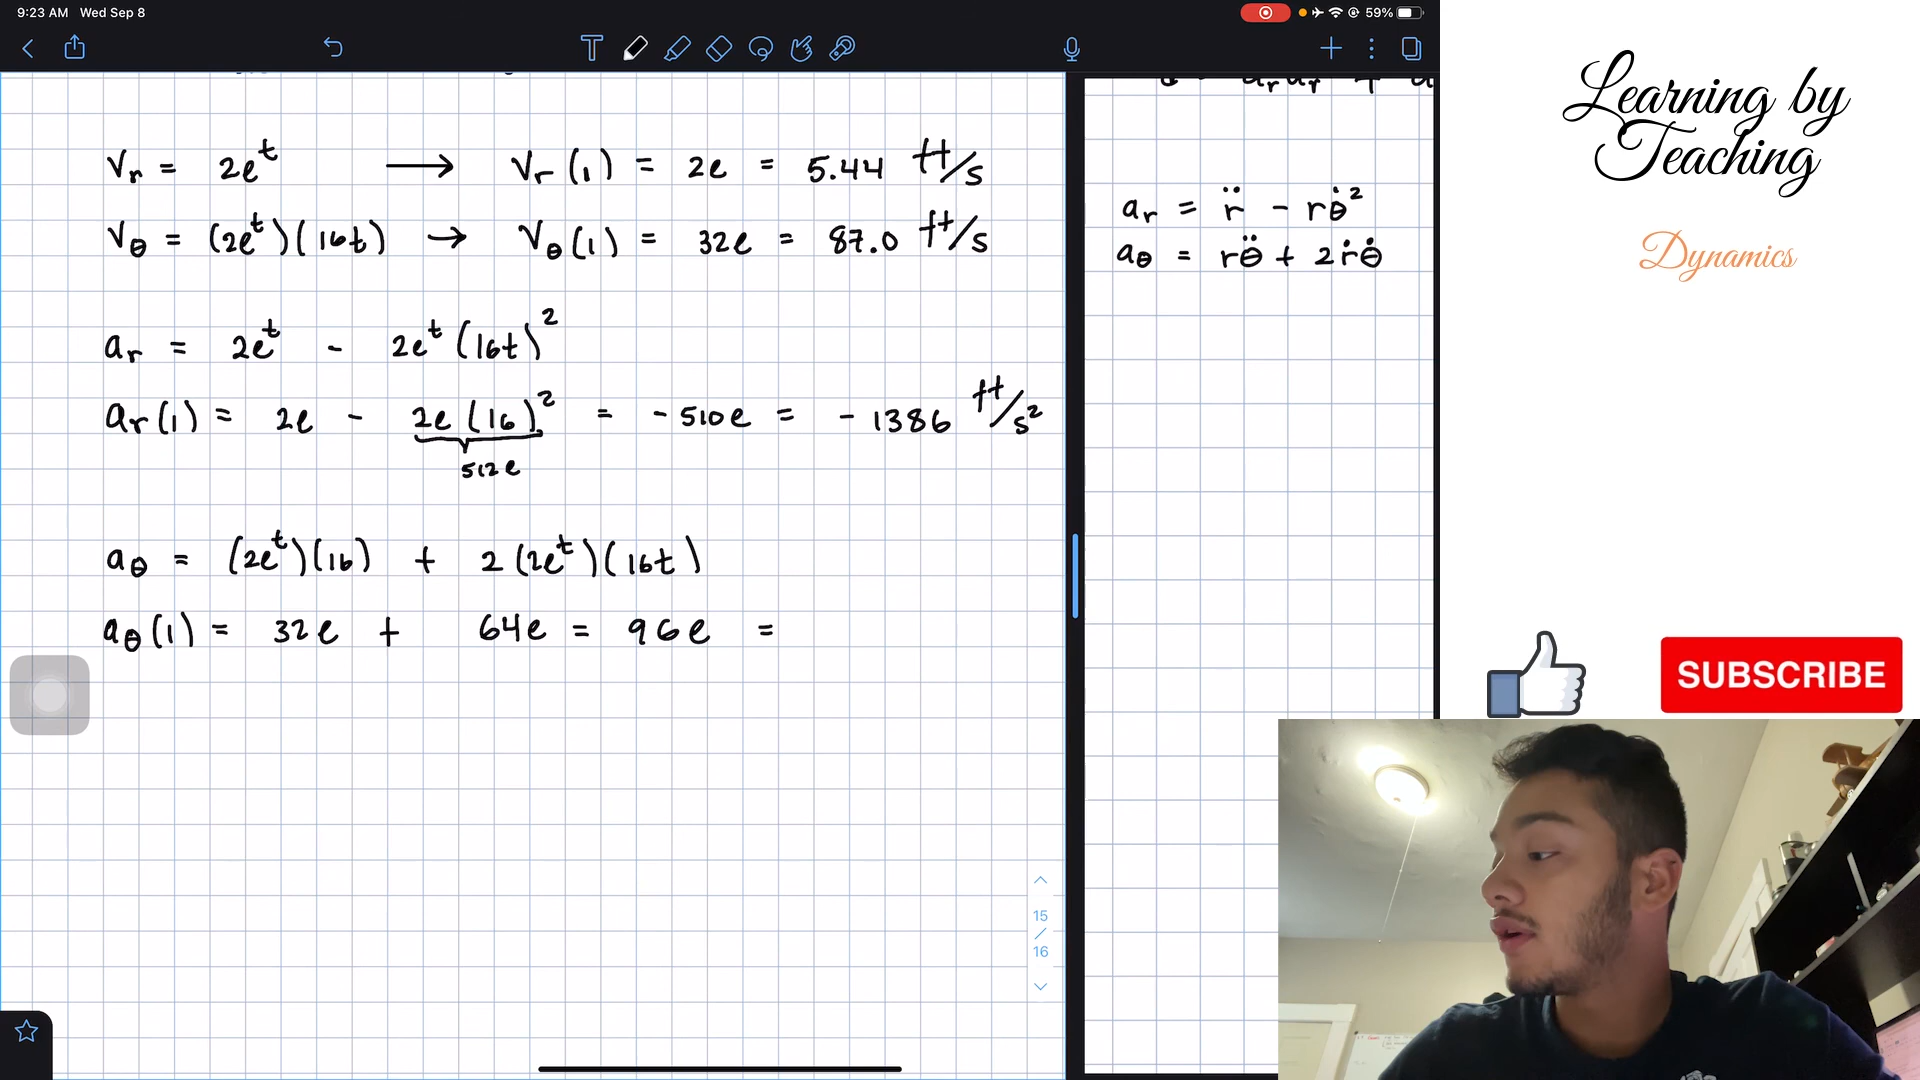 9:23 AM Wed Sep 8
59%
Vr = 2e^t → Vr(1) = 2e = 5.44 ft/s
Vθ = (2e^t)(16t) → Vθ(1) = 32e = 87.0 ft/s
ar = 2e^t - 2e^t(16t)^2
ar(1) = 2e - 2e(16)^2 = -510e = -1386 ft/s^2
512e
aθ = (2e^t)(16) + 2(2e^t)(16t)
aθ(1) = 32e + 64e = 96e =
15
/
16
ar = r̈ - rθ̇²
aθ = rθ̈ + 2ṙθ̇
Learning by
Teaching
Dynamics
SUBSCRIBE